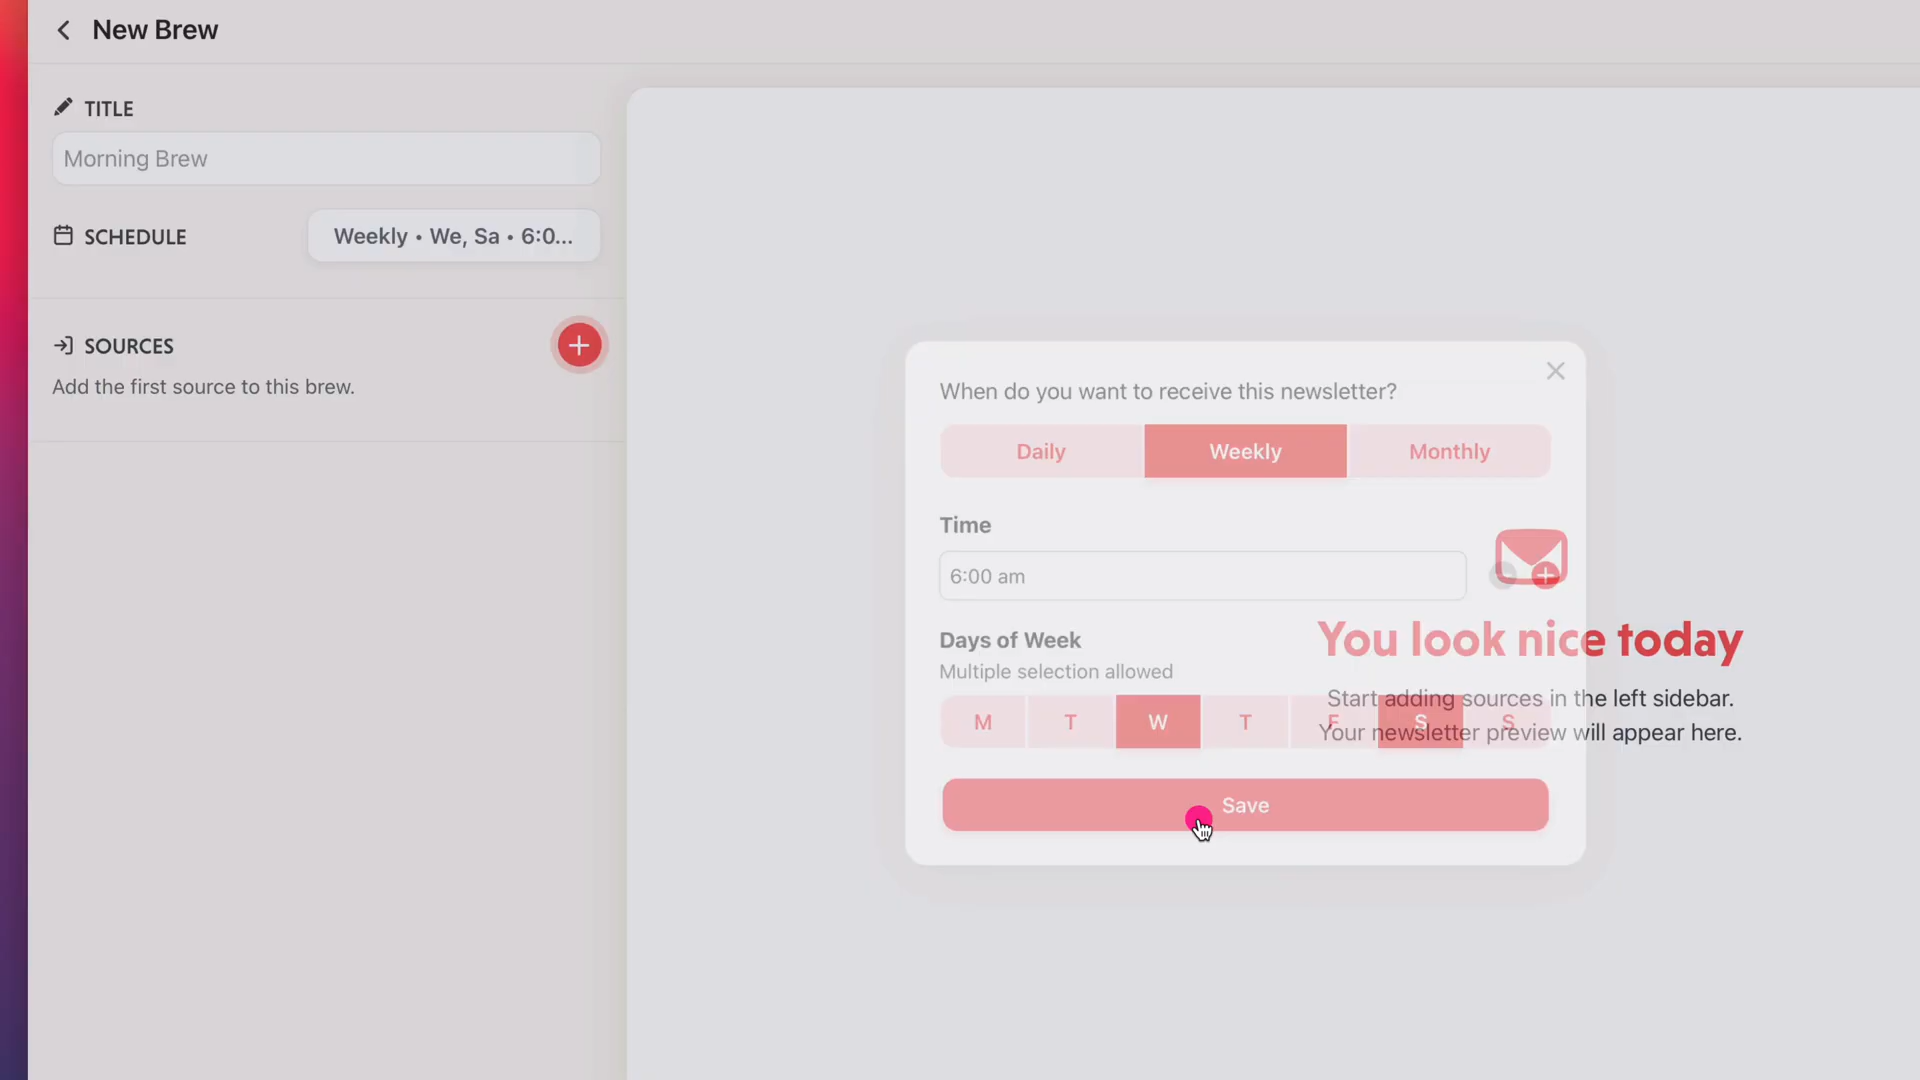 New Brew
TITLE
Morning Brew
SCHEDULE
Weekly • We, Sa • 6:0...
SOURCES
Add the first source to this brew.
When do you want to receive this newsletter?
Daily
Weekly
Monthly
Time
6:00 am
You look nice today
Days of Week
Multiple selection allowed
Start adding sources in the left sidebar.
M T W T F S S
Your newsletter preview will appear here.
Save